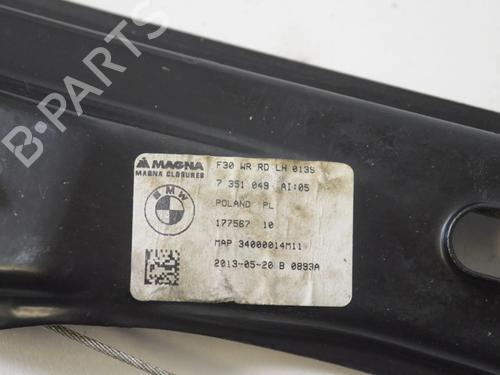 B-PARTS
MAGNA
MAGNA CLOSURES
F30 WR RD LH 0139
7 351 049 AI:05
BMW
POLAND PL
177567 10
MAP 34000014M11
2013-05-20 B 0893A